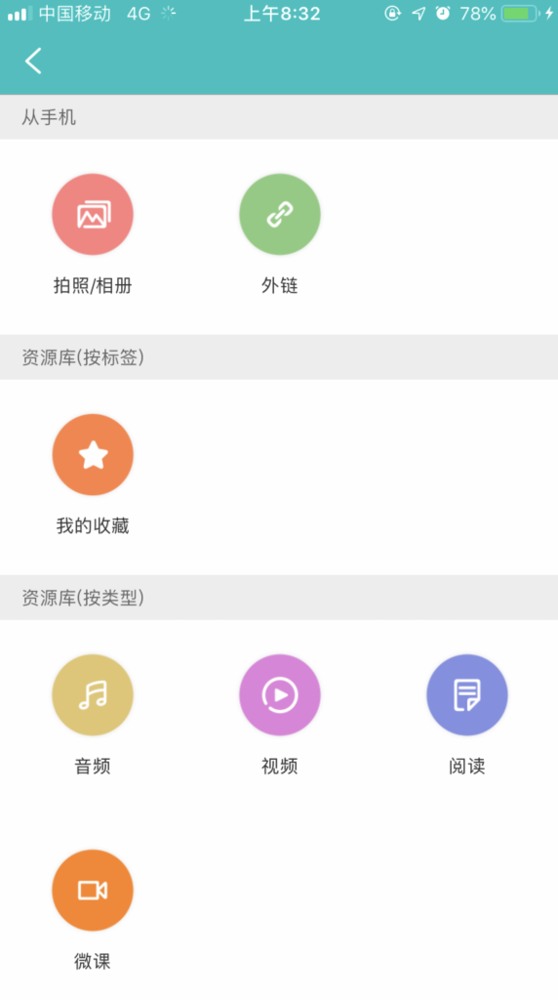 中国移动 4G 上午8:32 78%
从手机
拍照/相册 外链
资源库(按标签)
我的收藏
资源库(按类型)
音频 视频 阅读
微课